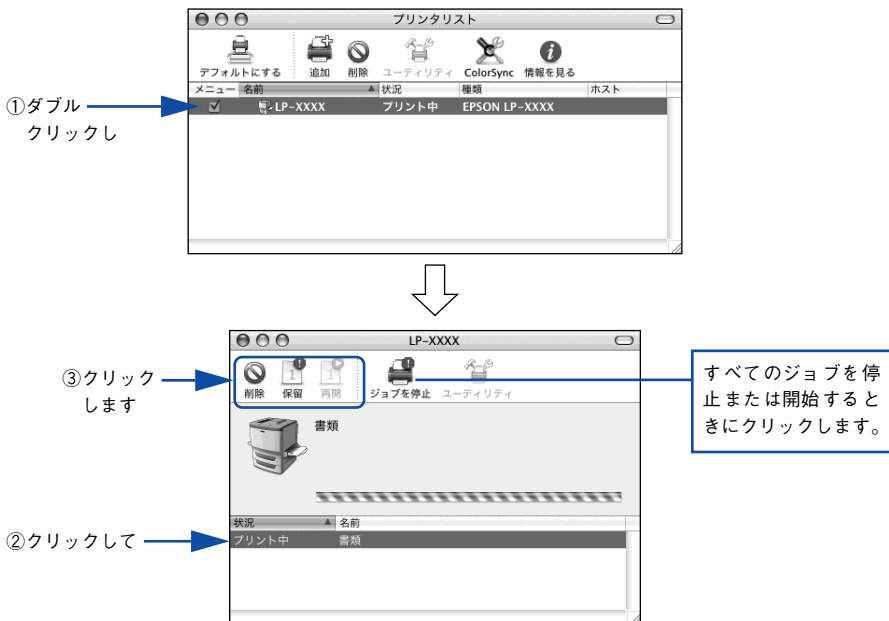 プリンタリスト
デフォルトにする 追加 削除 ユーティリティ ColorSync 情報を見る
メニュー 名前 状況 種類 ホスト
LP-XXXX プリント中 EPSON LP-XXXX
①ダブル
クリックし
LP-XXXX
削除 保留 再開 ジョブを停止 ユーティリティ
③クリック
します
すべてのジョブを停
止または開始すると
きにクリックします。
書類
状況 名前
プリント中 書類
②クリックして